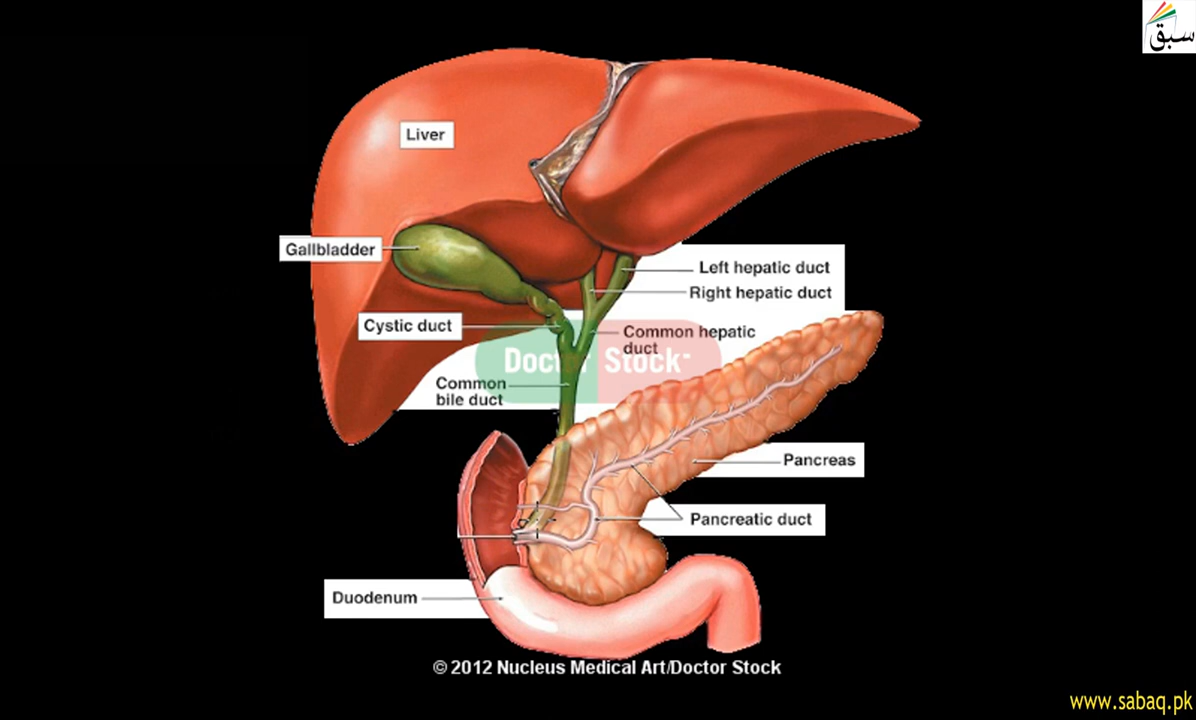 سبق
Liver
Gallbladder
Left hepatic duct
Right hepatic duct
Cystic duct
Common hepatic
duct
Doctor Stock
Common
bile duct
Pancreas
Pancreatic duct
Duodenum
© 2012 Nucleus Medical Art/Doctor Stock
www.sabaq.pk